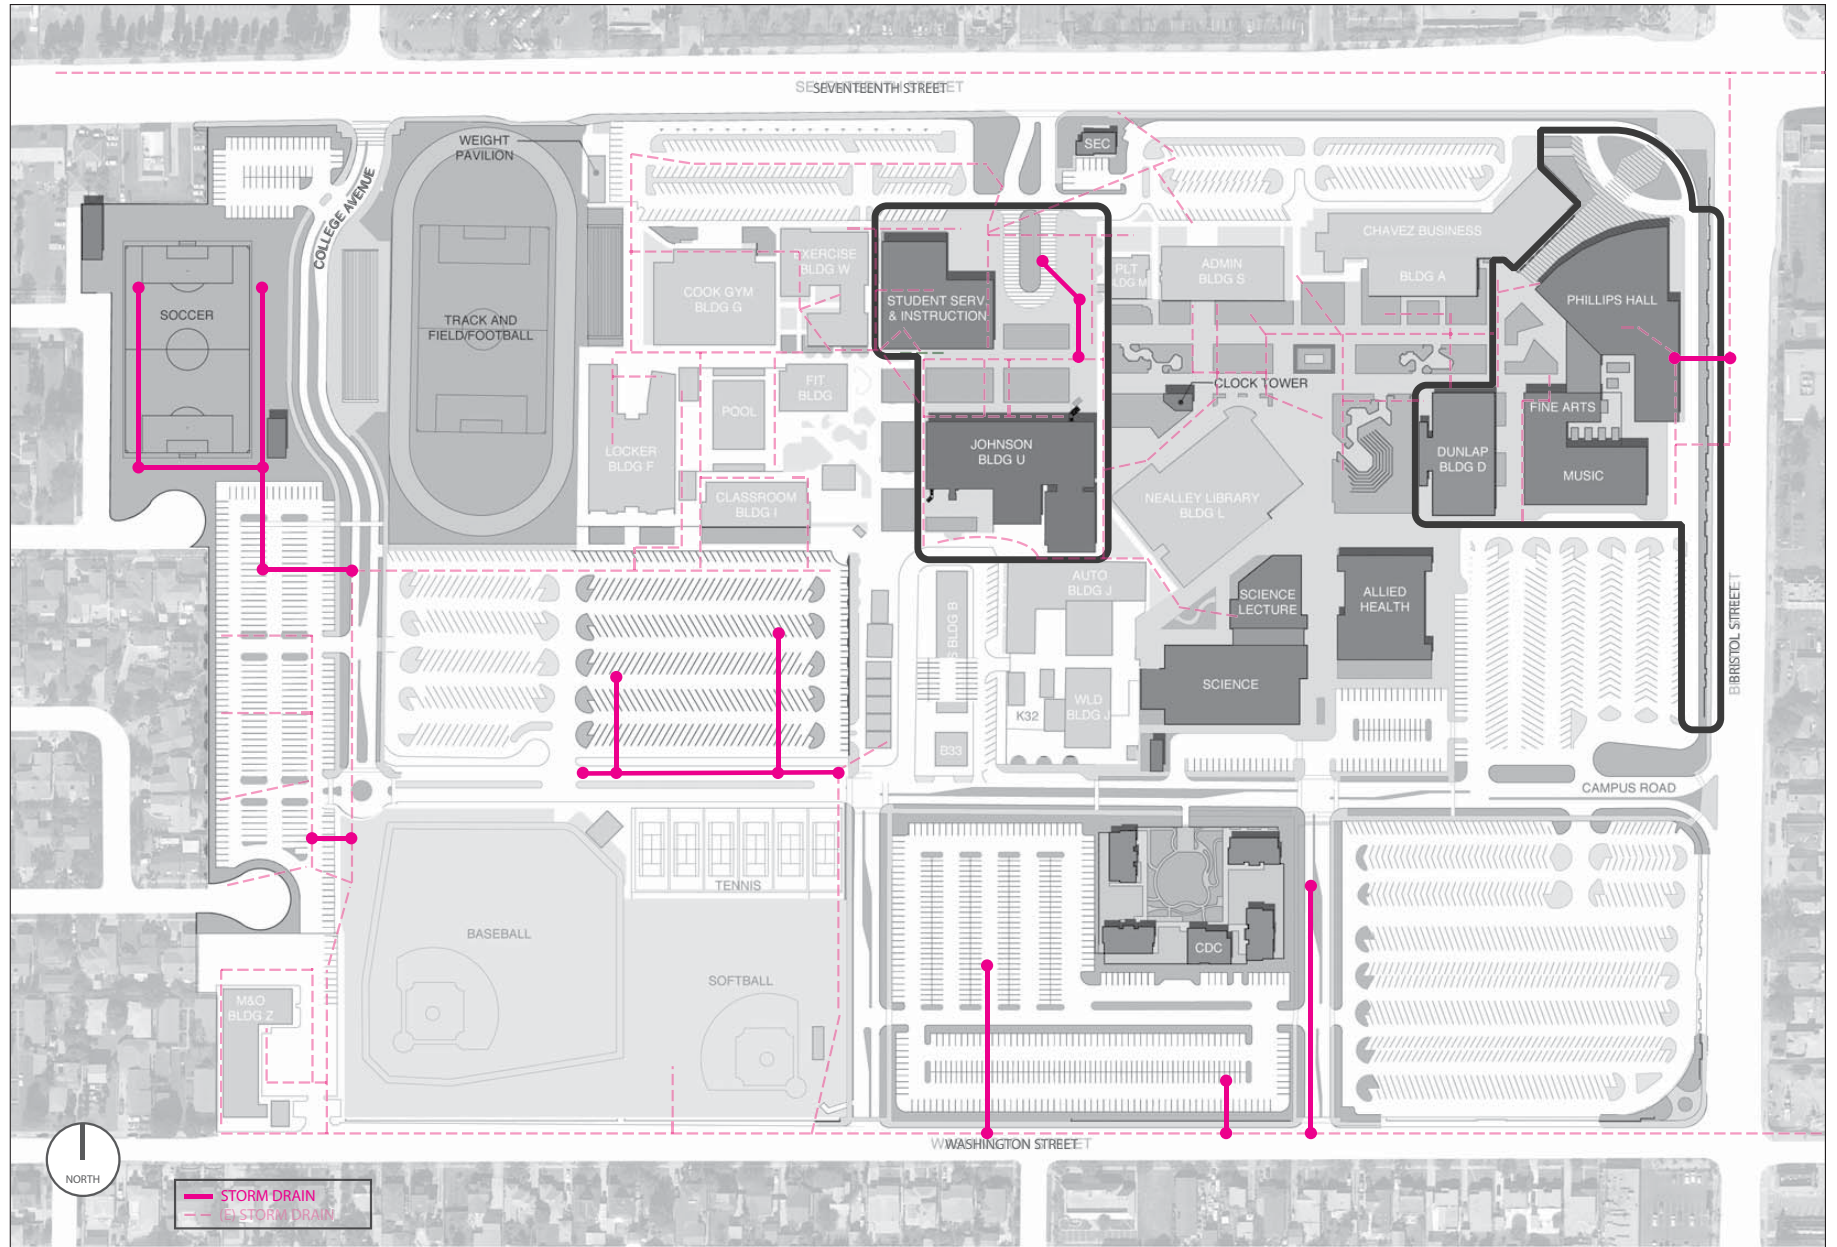 SEVENTEENTH STREET
WEIGHT
PAVILION
SEC
COLLEGE AVENUE
CHAVEZ BUSINESS
BLDG A
EXERCISE
BLDG W
PLT
BLDG M
ADMIN
BLDG S
COOK GYM
BLDG G
STUDENT SERV.
& INSTRUCTION
PHILLIPS HALL
SOCCER
TRACK AND
FIELD/FOOTBALL
FIT
BLDG
CLOCK TOWER
POOL
FINE ARTS
LOCKER
BLDG F
JOHNSON
BLDG U
DUNLAP
BLDG D
MUSIC
CLASSROOM
BLDG I
NEALLEY LIBRARY
BLDG L
AUTO
BLDG J
SCIENCE
LECTURE
ALLIED
HEALTH
BLDG B
BRISTOL STREET
SCIENCE
K32
WLD
BLDG J
B33
CAMPUS ROAD
TENNIS
BASEBALL
CDC
SOFTBALL
M&O
BLDG Z
WASHINGTON STREET
NORTH
STORM DRAIN
(E) STORM DRAIN